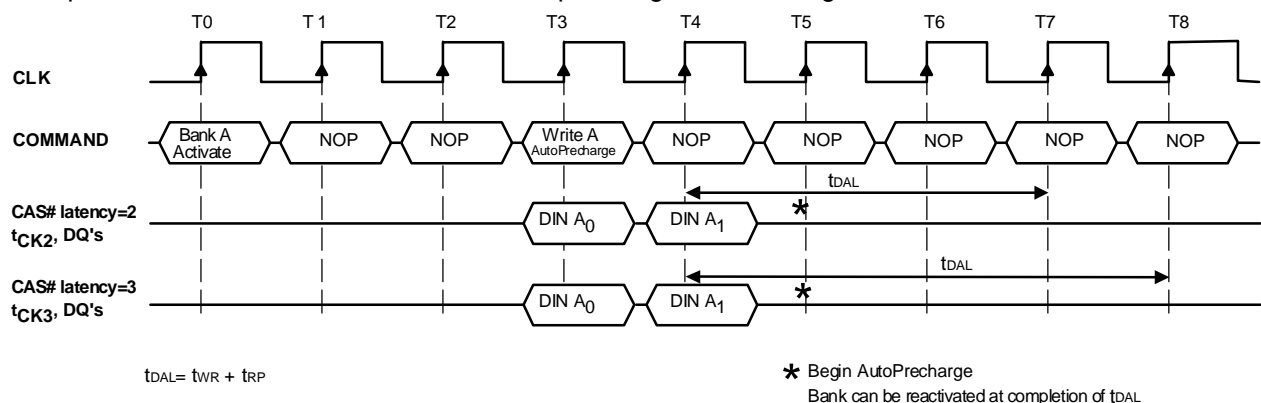 T0 T1 T2 T3 T4 T5 T6 T7 T8
CLK
COMMAND
Bank A
Activate
NOP
NOP
Write A
AutoPrecharge
NOP
NOP
NOP
NOP
NOP
tDAL
CAS# latency=2
tCK2, DQ's
DIN A0
DIN A1
*
tDAL
CAS# latency=3
tCK3, DQ's
DIN A0
DIN A1
*
tDAL= tWR + tRP
* Begin AutoPrecharge
Bank can be reactivated at completion of tDAL